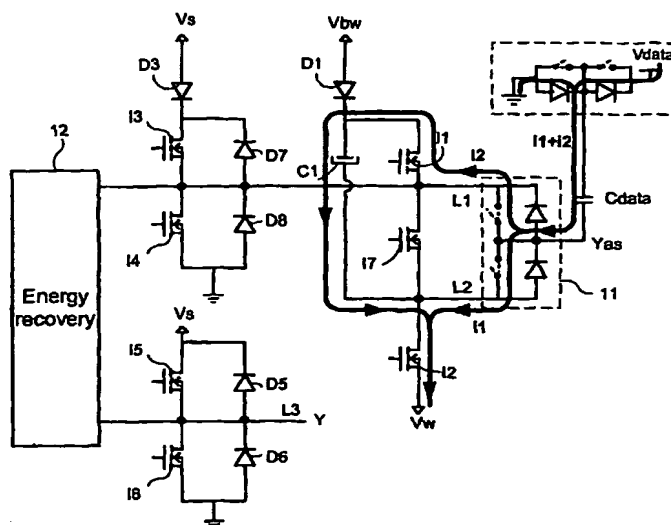 Vs
Vbw
Vdata
D3
D1
I3
I1
12
D7
C1
I2
I1+I2
Cdata
L1
D8
I4
I7
Yas
Energy
recovery
L2
11
Vs
I1
I5
D5
I2
L3
Y
Vw
D6
I8